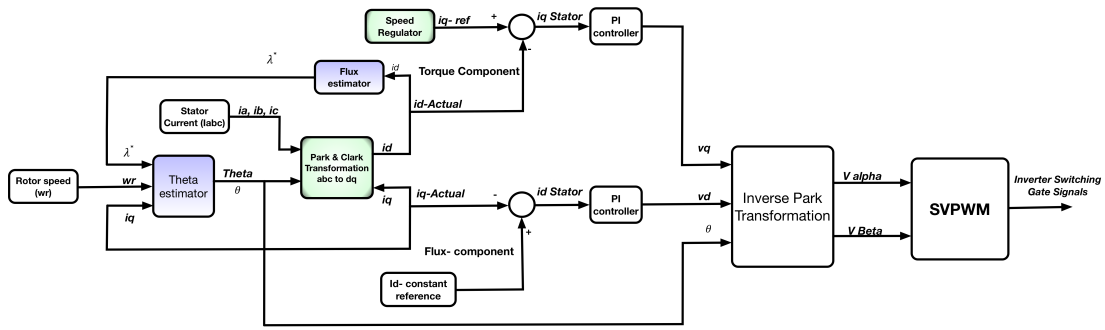 Speed
Regulator
iq- ref
+
iq Stator
PI
controller
-
λ*
Flux
estimator
id
Torque Component
id-Actual
Stator
Current (Iabc)
ia, ib, ic
Park & Clark
Transformation
abc to dq
id
λ*
Rotor speed
(wr)
wr
iq
Theta
estimator
Theta
θ
iq
iq-Actual
-
id Stator
PI
controller
+
Flux- component
Id- constant
reference
vq
vd
θ
Inverse Park
Transformation
V alpha
V Beta
SVPWM
Inverter Switching
Gate Signals